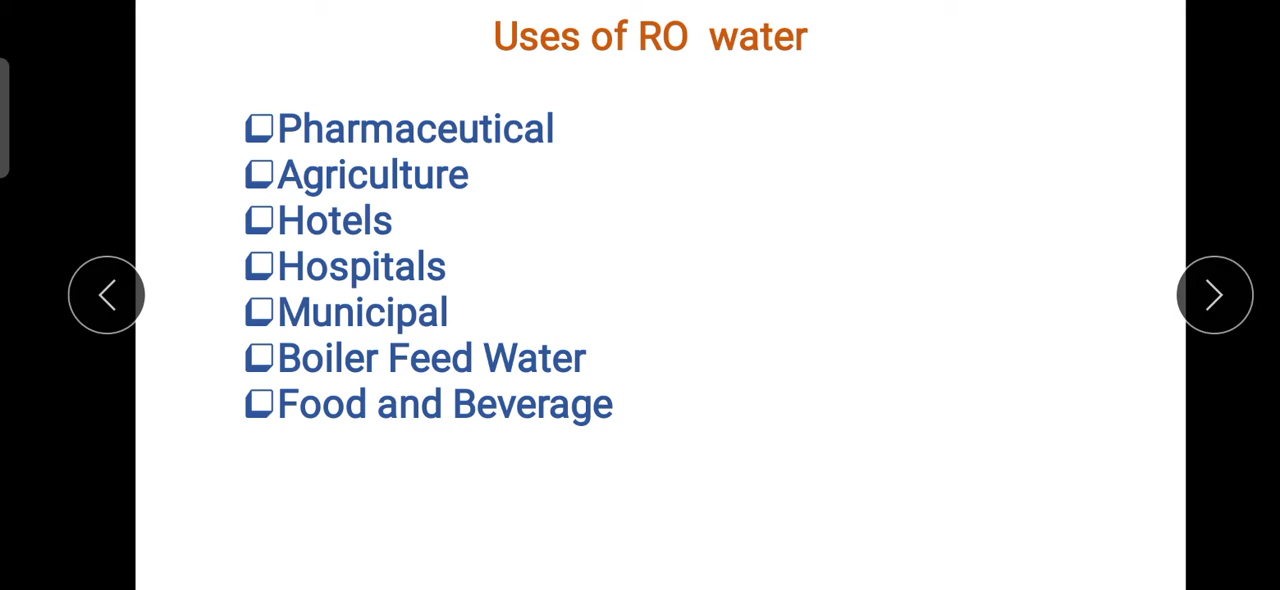 Uses of RO water
❑Pharmaceutical
❑Agriculture
❑Hotels
❑Hospitals
❑Municipal
❑Boiler Feed Water
❑Food and Beverage